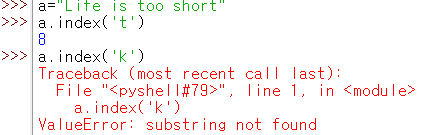 >>> a="Life is too short"
>>> a.index('t')
8
>>> a.index('k')
Traceback (most recent call last):
  File "<pyshell#79>", line 1, in <module>
    a.index('k')
ValueError: substring not found